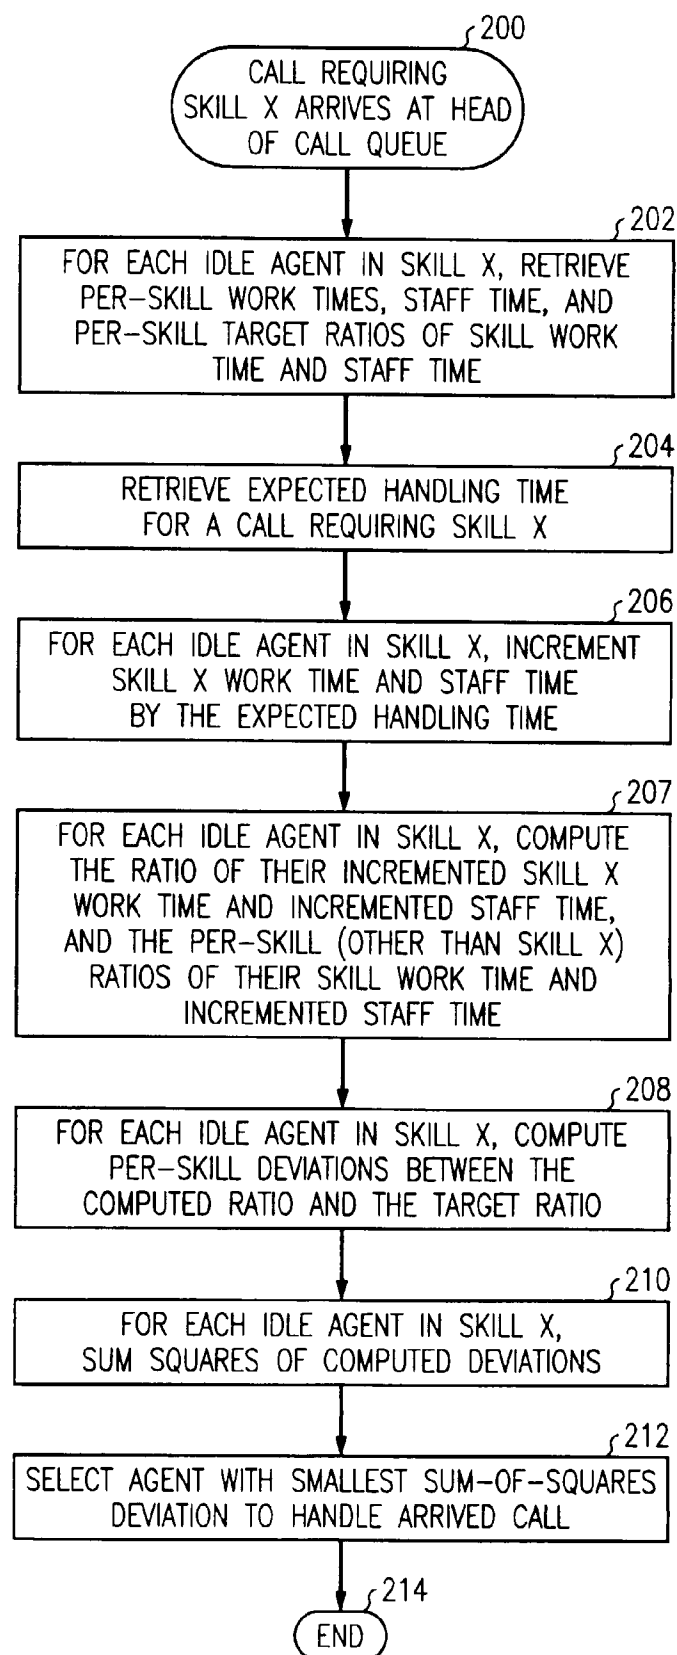 200
CALL REQUIRING
SKILL X ARRIVES AT HEAD
OF CALL QUEUE
202
FOR EACH IDLE AGENT IN SKILL X, RETRIEVE
PER-SKILL WORK TIMES, STAFF TIME, AND
PER-SKILL TARGET RATIOS OF SKILL WORK
TIME AND STAFF TIME
204
RETRIEVE EXPECTED HANDLING TIME
FOR A CALL REQUIRING SKILL X
206
FOR EACH IDLE AGENT IN SKILL X, INCREMENT
SKILL X WORK TIME AND STAFF TIME
BY THE EXPECTED HANDLING TIME
207
FOR EACH IDLE AGENT IN SKILL X, COMPUTE
THE RATIO OF THEIR INCREMENTED SKILL X
WORK TIME AND INCREMENTED STAFF TIME,
AND THE PER-SKILL (OTHER THAN SKILL X)
RATIOS OF THEIR SKILL WORK TIME AND
INCREMENTED STAFF TIME
208
FOR EACH IDLE AGENT IN SKILL X, COMPUTE
PER-SKILL DEVIATIONS BETWEEN THE
COMPUTED RATIO AND THE TARGET RATIO
210
FOR EACH IDLE AGENT IN SKILL X,
SUM SQUARES OF COMPUTED DEVIATIONS
212
SELECT AGENT WITH SMALLEST SUM-OF-SQUARES
DEVIATION TO HANDLE ARRIVED CALL
214
END